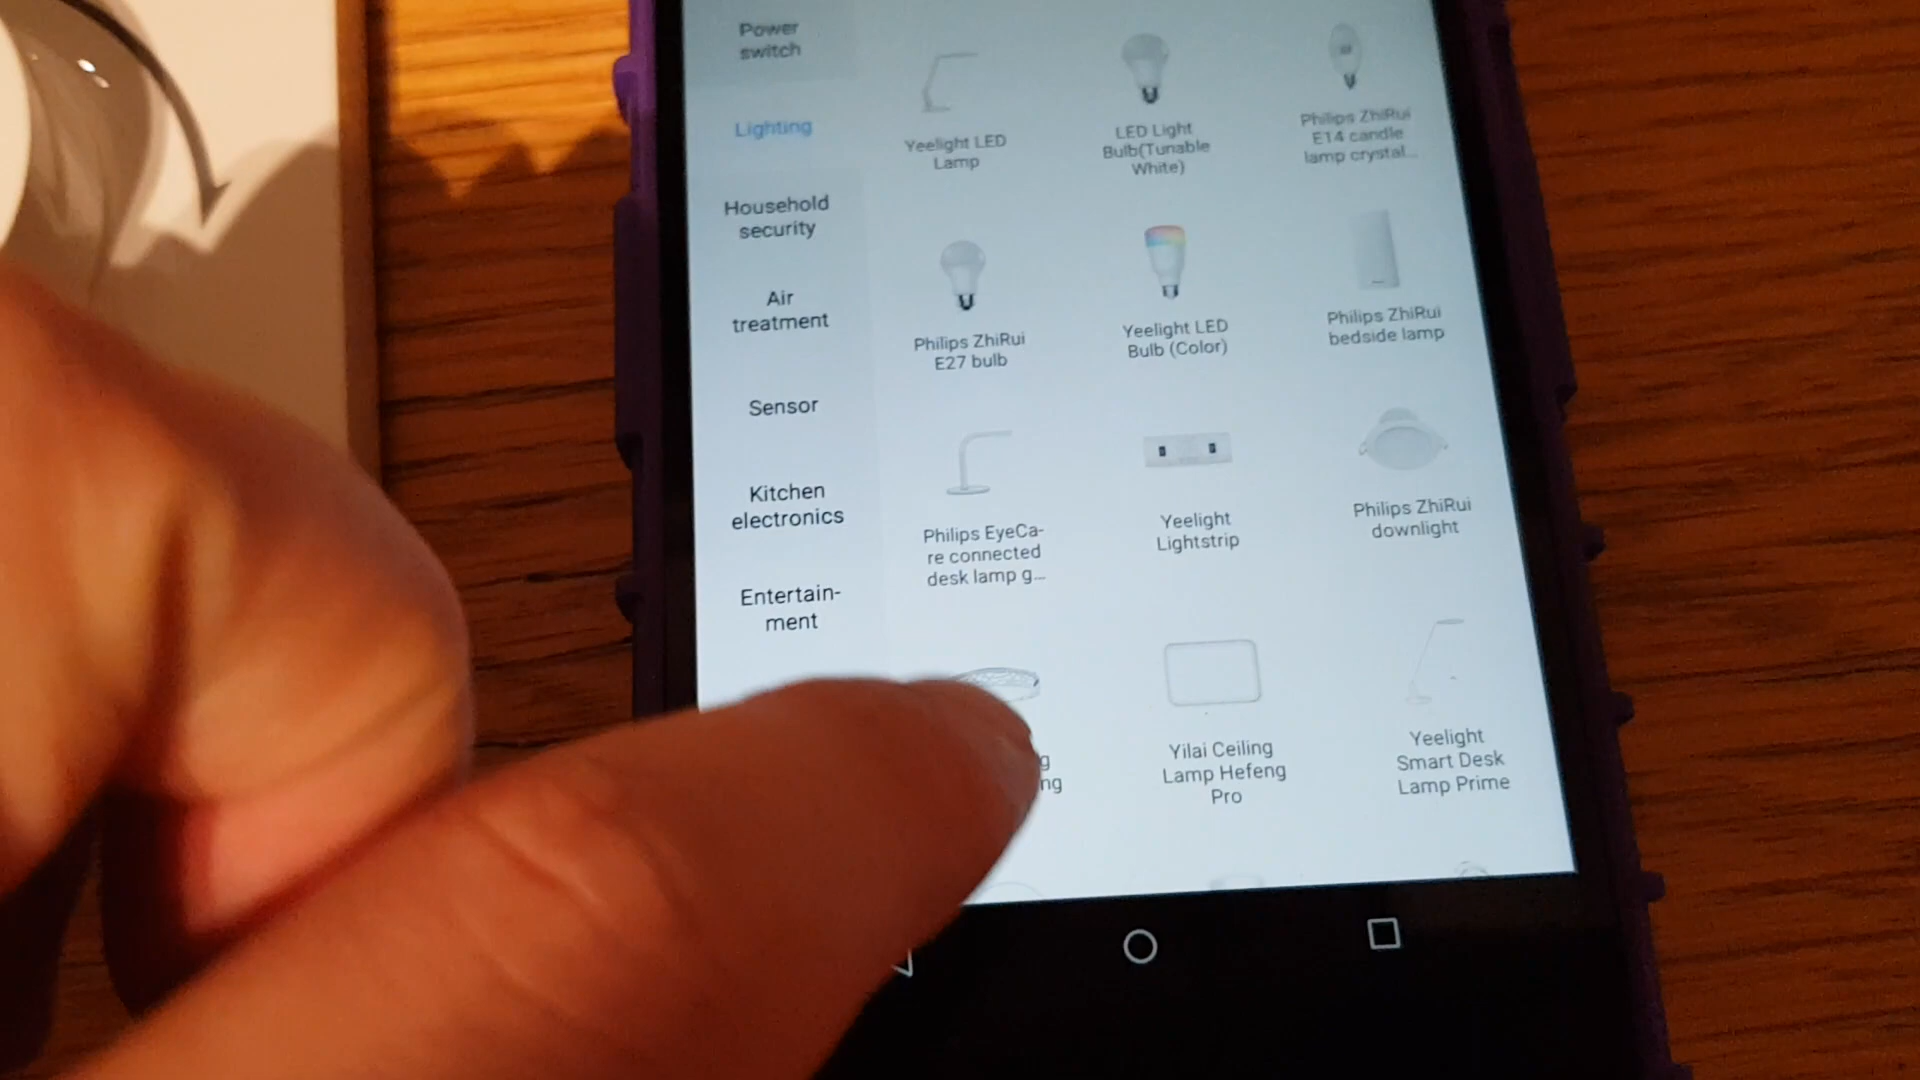 Power
switch
Lighting
Household
security
Air
treatment
Sensor
Kitchen
electronics
Entertain-
ment
Yeelight LED
Lamp
LED Light
Bulb(Tunable
White)
Philips ZhiRui
E14 candle
lamp crystal...
Philips ZhiRui
E27 bulb
Yeelight LED
Bulb (Color)
Philips ZhiRui
bedside lamp
Philips EyeCa-
re connected
desk lamp g...
Yeelight
Lightstrip
Philips ZhiRui
downlight
Yilai Ceiling
Lamp Hefeng
Pro
Yeelight
Smart Desk
Lamp Prime